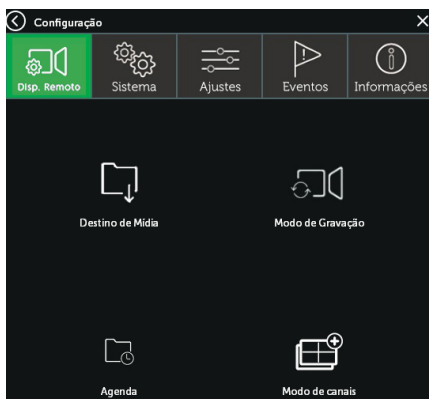 Configuração
Disp. Remoto Sistema Ajustes Eventos Informações
Destino de Mídia Modo de Gravação
Agenda Modo de canais